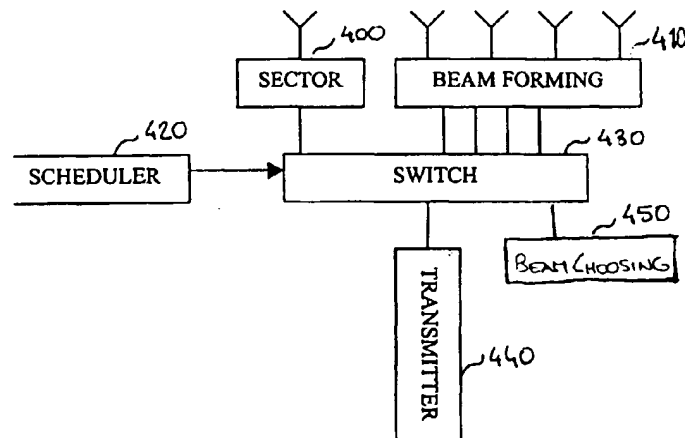 400
410
SECTOR
BEAM FORMING
420
430
SCHEDULER
SWITCH
450
BEAM CHOOSING
TRANSMITTER
440